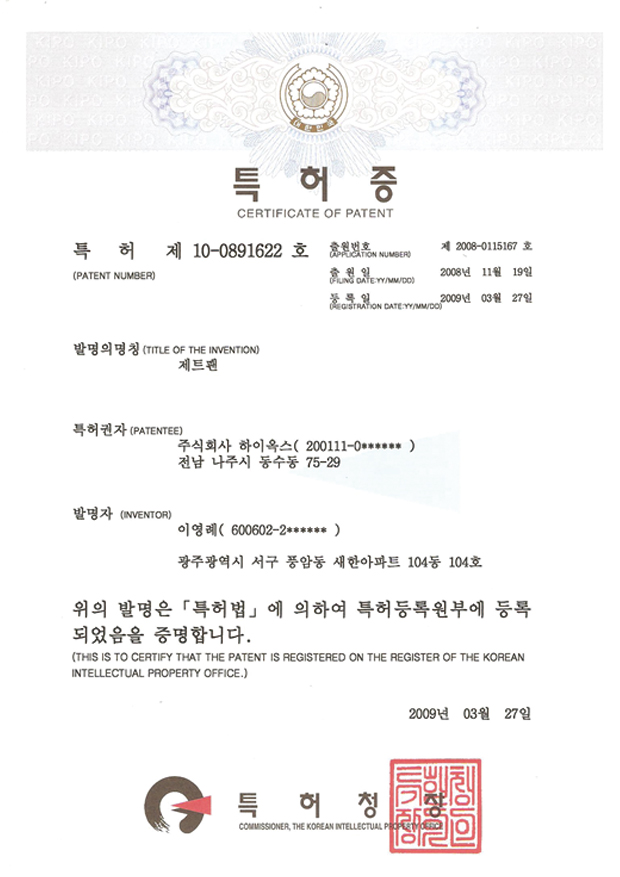 KIPO KIPO KIPO KIPO KIPO
대한민국
특 허 증
CERTIFICATE OF PATENT
특 허 제 10-0891622 호
(PATENT NUMBER)
출원번호 제 2008-0115167 호
(APPLICATION NUMBER)
출 원 일 2008년 11월 19일
(FILING DATE:YY/MM/DD)
등 록 일 2009년 03월 27일
(REGISTRATION DATE:YY/MM/DD)
발명의명칭 (TITLE OF THE INVENTION)
제트팬
특허권자 (PATENTEE)
주식회사 하이옥스( 200111-0****** )
전남 나주시 동수동 75-29
발명자 (INVENTOR)
이영례( 600602-2****** )
광주광역시 서구 풍암동 새한아파트 104동 104호
위의 발명은 「특허법」에 의하여 특허등록원부에 등록
되었음을 증명합니다.
(THIS IS TO CERTIFY THAT THE PATENT IS REGISTERED ON THE REGISTER OF THE KOREAN
INTELLECTUAL PROPERTY OFFICE.)
2009년 03월 27일
특 허 청 장
COMMISSIONER, THE KOREAN INTELLECTUAL PROPERTY OFFICE